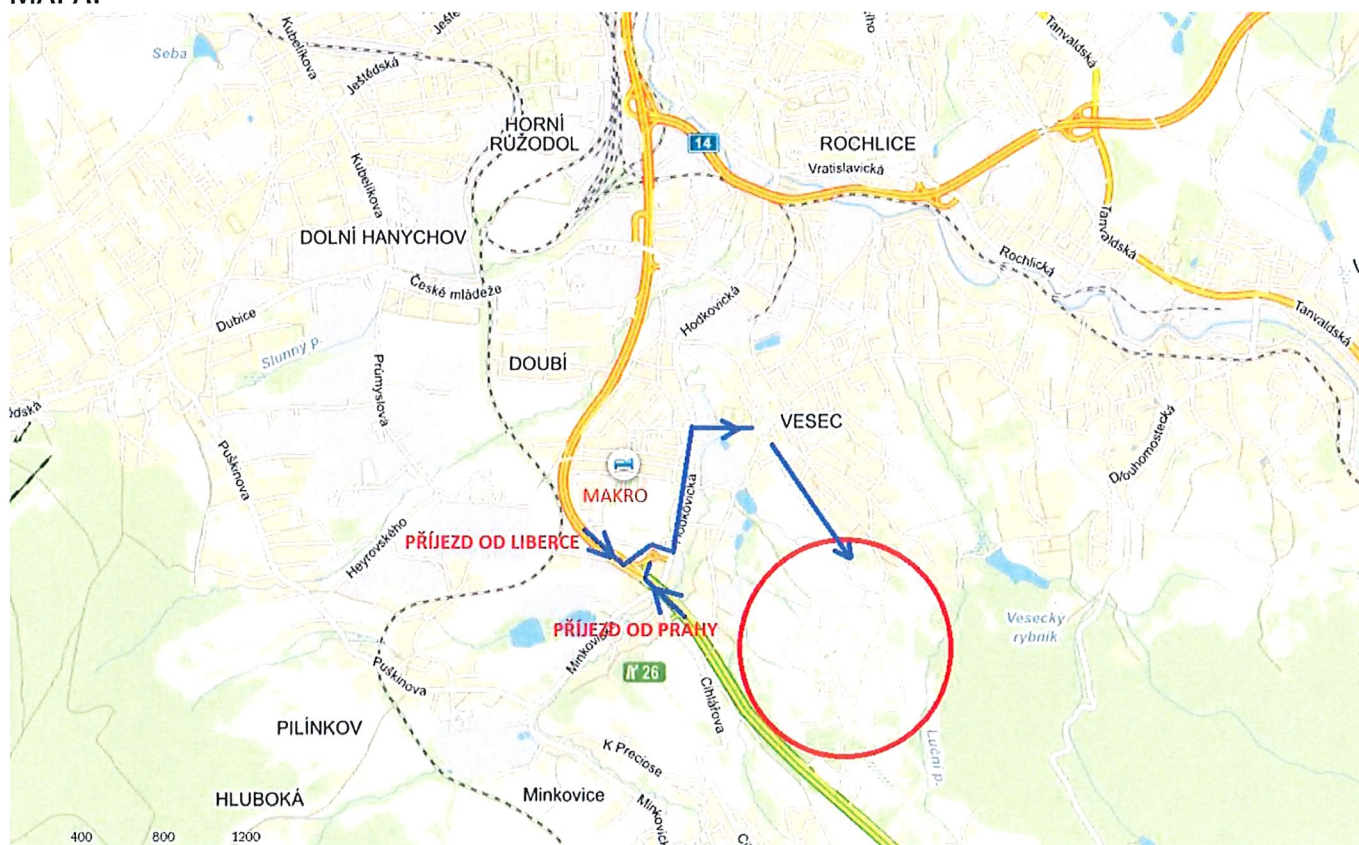 MAPA:
Seba
Kubelíkova
Ještědská
Tanvaldská
Tanvaldská
HORNÍ
RŮŽODOL
14
ROCHLICE
Vratislavická
Kubelíkova
DOLNÍ HANYCHOV
Tanvaldská
Rochlická
České mládeže
Hodkovická
Dubice
Tanvaldská
Slunný p.
DOUBÍ
Průmyslová
VESEC
Puškinova
Dlouhomostecká
MAKRO
Hodkovická
Heyrovského
PŘÍJEZD OD LIBERCE
Vesecký
rybník
PŘÍJEZD OD PRAHY
26
Puškinova
Cihlářova
PILÍNKOV
Luční p.
K Preciose
HLUBOKÁ
Minkovice
400
800
1200